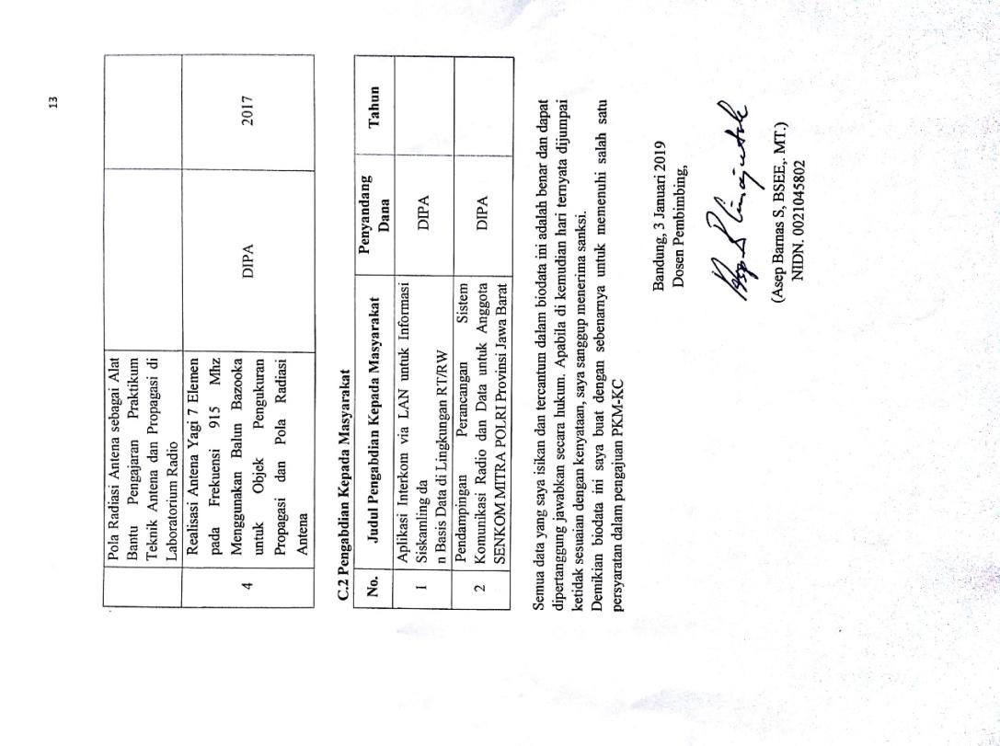 13
Pola Radiasi Antena sebagai Alat
Bantu Pengajaran Praktikum
Teknik Antena dan Propagasi di
Laboratorium Radio
4
Realisasi Antena Yagi 7 Elemen
pada Frekuensi 915 Mhz
Menggunakan Balun Bazooka
untuk Objek Pengukuran
Propagasi dan Pola Radiasi
Antena
DIPA
2017
C.2 Pengabdian Kepada Masyarakat
No.
Judul Pengabdian Kepada Masyarakat
Penyandang
Dana
Tahun
1
Aplikasi Interkom via LAN untuk Informasi
Siskamling da
n Basis Data di Lingkungan RT/RW
DIPA
2
Pendampingan Perancangan Sistem
Komunikasi Radio dan Data untuk Anggota
SENKOM MITRA POLRI Provinsi Jawa Barat
DIPA
Semua data yang saya isikan dan tercantum dalam biodata ini adalah benar dan dapat
dipertanggung jawabkan secara hukum. Apabila di kemudian hari ternyata dijumpai
ketidak sesuaian dengan kenyataan, saya sanggup menerima sanksi.
Demikian biodata ini saya buat dengan sebenarnya untuk memenuhi salah satu
persyaratan dalam pengajuan PKM-KC
Bandung, 3 Januari 2019
Dosen Pembimbing,
(Asep Barnas S, BSEE,. MT.)
NIDN. 0021045802